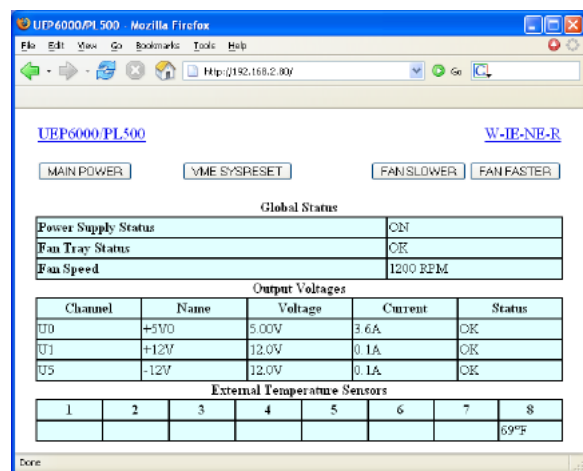 UEP6000/PL500 - Mozilla Firefox
File Edit View Go Bookmarks Tools Help
http://192.168.2.80/ Go
UEP6000/PL500 W-IE-NE-R
MAIN POWER VME SYSRESET FAN SLOWER FAN FASTER
Global Status
Power Supply Status ON
Fan Tray Status OK
Fan Speed 1200 RPM
Output Voltages
Channel Name Voltage Current Status
U0 +5V0 5.00V 3.6A OK
U1 +12V 12.0V 0.1A OK
U5 -12V 12.0V 0.1A OK
External Temperature Sensors
1 2 3 4 5 6 7 8
69°F
Done